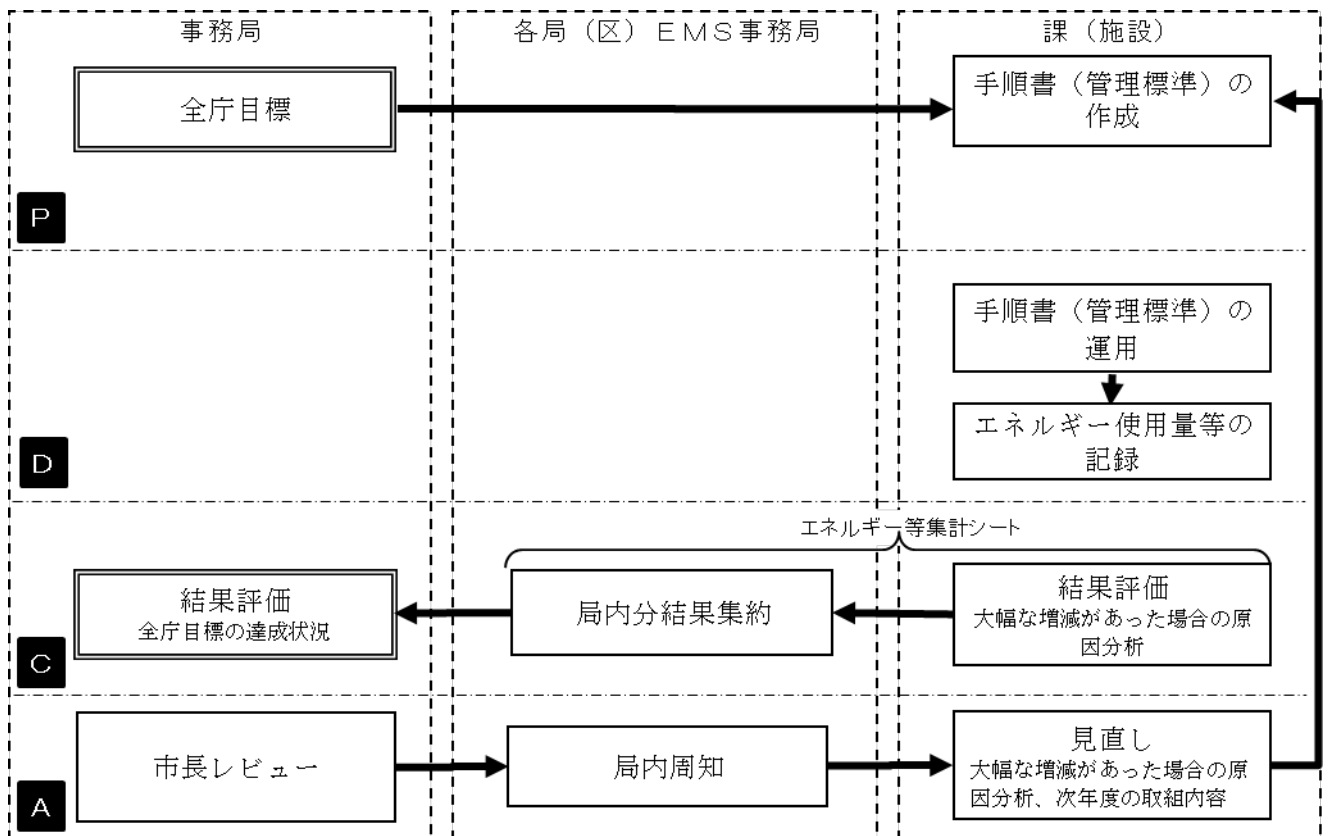 事務局
各局（区）ＥＭＳ事務局
課（施設）
全庁目標
手順書（管理標準）の
作成
P
手順書（管理標準）の
運用
エネルギー使用量等の
記録
D
エネルギー等集計シート
結果評価
全庁目標の達成状況
局内分結果集約
結果評価
大幅な増減があった場合の原
因分析
C
市長レビュー
局内周知
見直し
大幅な増減があった場合の原
因分析、次年度の取組内容
A